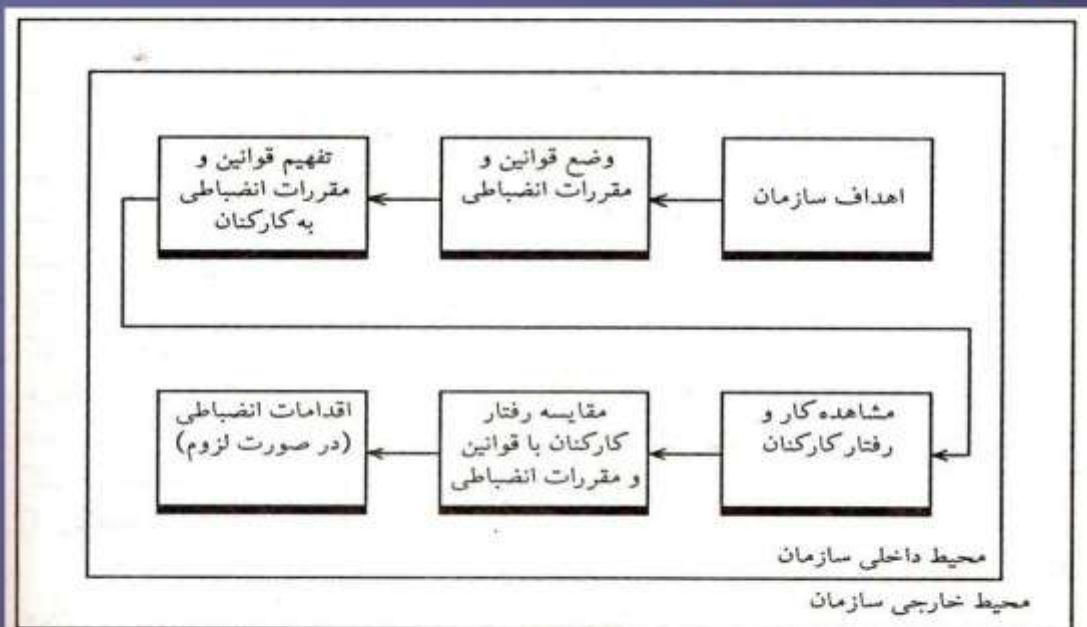 اهداف سازمان
وضع قوانین و
مقررات انضباطی
تفهیم قوانین و
مقررات انضباطی
به کارکنان
مشاهده کار و
رفتار کارکنان
مقایسه رفتار
کارکنان با قوانین
و مقررات انضباطی
اقدامات انضباطی
(در صورت لزوم)
محیط داخلی سازمان
محیط خارجی سازمان